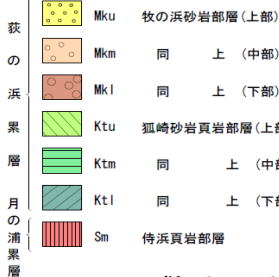 荻の浜累層
Mku 牧の浜砂岩部層(上部)
Mkm 同 上 (中部)
Mkl 同 上 (下部)
Ktu 狐崎砂岩頁岩部層(上部
Ktm 同 上 (中部
Ktl 同 上 (下部
月の浦累層
Sm 侍浜頁岩部層